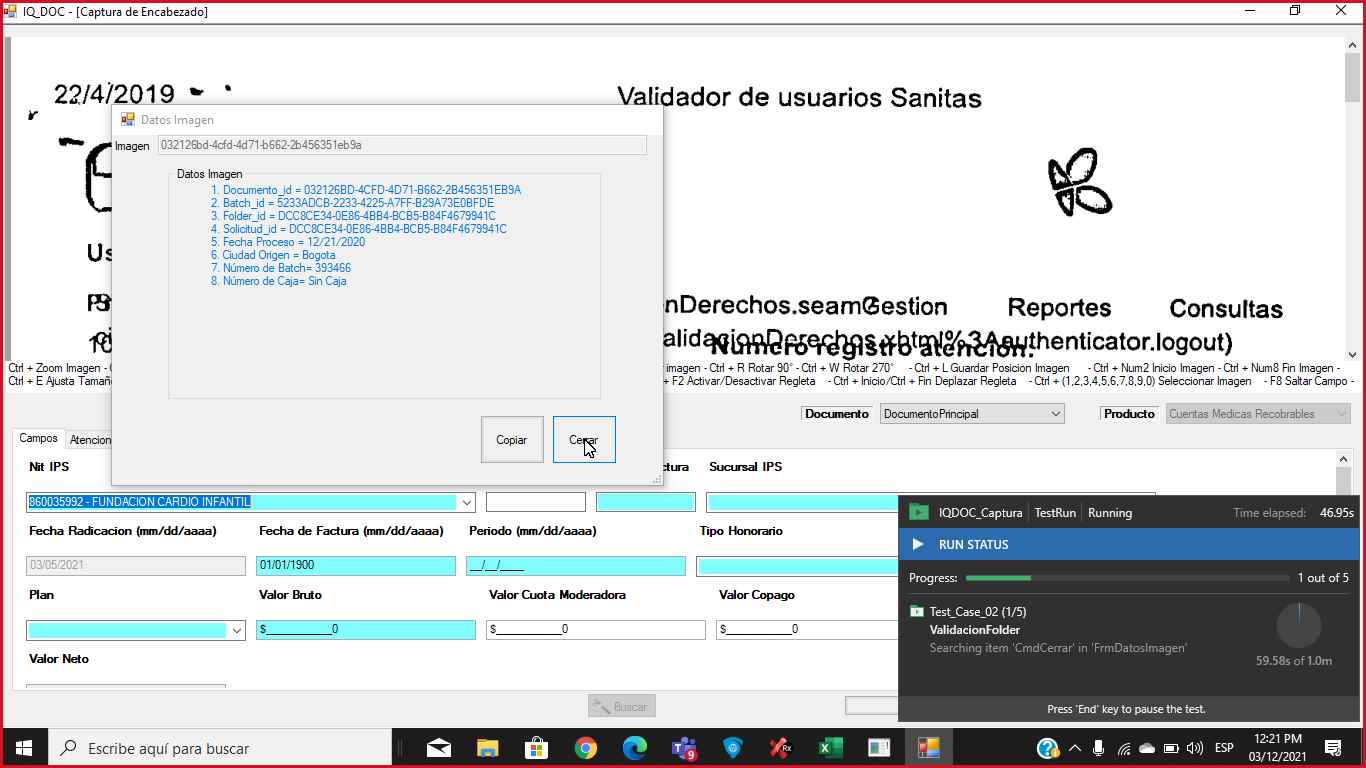 IQ_DOC - [Captura de Encabezado]
22/4/2019
Validador de usuarios Sanitas
Datos Imagen
Imagen
032126bd-4cfd-4d71-b662-2b456351eb9a
Datos Imagen
1. Documento_id = 032126BD-4CFD-4D71-B662-2B456351EB9A
2. Batch_id = 5233ADCB-2233-4225-A7FF-B29A73E0BFDE
3. Folder_id = DCC8CE34-0E86-4BB4-BCB5-B84F4679941C
4. Solicitud_id = DCC8CE34-0E86-4BB4-BCB5-B84F4679941C
5. Fecha Proceso = 12/21/2020
6. Ciudad Origen = Bogota
7. Número de Batch= 393466
8. Número de Caja= Sin Caja
Copiar
Cerrar
Us
enDerechos.seam?
Gestion
Reportes
Consultas
alidacionDerechos.xhtml%3Aauthenticator.logout)
Número registro atención:
Ctrl + Zoom Imagen -
imagen - Ctrl + R Rotar 90° - Ctrl + W Rotar 270° - Ctrl + L Guardar Posicion Imagen - Ctrl + Num2 Inicio Imagen - Ctrl + Num8 Fin Imagen -
Ctrl + E Ajusta Tamañ
+ F2 Activar/Desactivar Regleta - Ctrl + Inicio/Ctrl + Fin Deplazar Regleta - Ctrl + (1,2,3,4,5,6,7,8,9,0) Seleccionar Imagen - F8 Saltar Campo -
Documento
DocumentoPrincipal
Producto
Cuentas Medicas Recobrables
Campos
Atencion
Nit IPS
ctura
Sucursal IPS
860035992 - FUNDACION CARDIO INFANTIL
Fecha Radicacion (mm/dd/aaaa)
Fecha de Factura (mm/dd/aaaa)
Periodo (mm/dd/aaaa)
Tipo Honorario
03/05/2021
01/01/1900
__/__/____
Plan
Valor Bruto
Valor Cuota Moderadora
Valor Copago
$__________0
$__________0
$__________0
Valor Neto
Buscar
IQDOC_Captura
TestRun
Running
Time elapsed: 46.95s
RUN STATUS
Progress:
1 out of 5
Test_Case_02 (1/5)
ValidacionFolder
Searching item 'CmdCerrar' in 'FrmDatosImagen'
59.58s of 1.0m
Press 'End' key to pause the test.
Escribe aquí para buscar
9
Rx
ESP
12:21 PM
03/12/2021